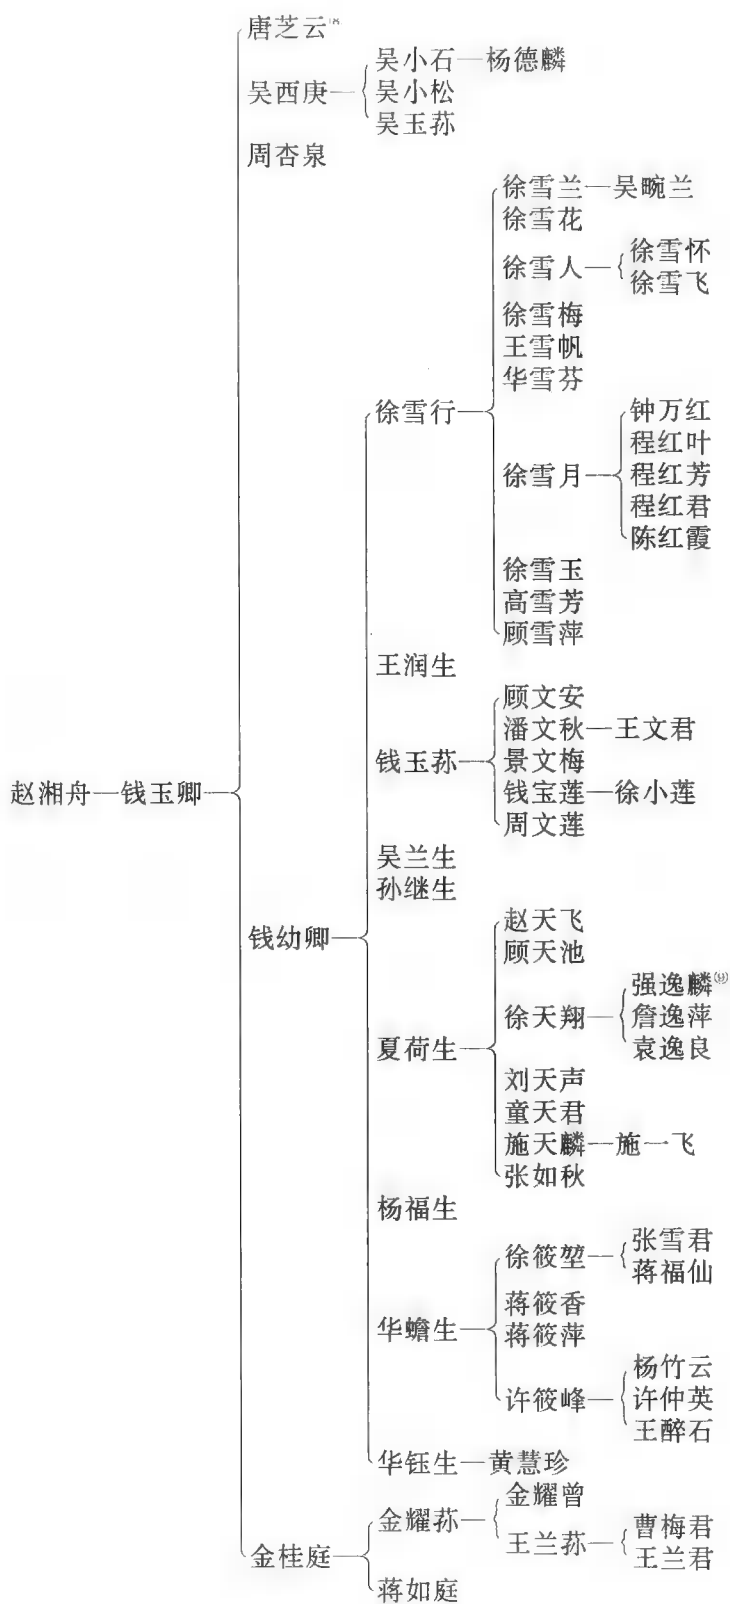 唐芝云⒅
吴小石—杨德麟
吴西庚
吴小松
吴玉荪
周杏泉
徐雪兰—吴畹兰
徐雪花
徐雪怀
徐雪人
徐雪飞
徐雪梅
王雪帆
华雪芬
徐雪行
钟万红
程红叶
徐雪月
程红芳
程红君
陈红霞
徐雪玉
高雪芳
顾雪萍
王润生
顾文安
潘文秋—王文君
钱玉荪
景文梅
赵湘舟—钱玉卿
钱宝莲—徐小莲
周文莲
吴兰生
孙继生
钱幼卿
赵天飞
顾天池
强逸麟⒆
徐天翔
詹逸萍
夏荷生
袁逸良
刘天声
童天君
施天麟—施一飞
张如秋
杨福生
张雪君
徐筱堃
蒋福仙
蒋筱香
华蟾生
蒋筱萍
杨竹云
许筱峰
许仲英
王醉石
华钰生—黄慧珍
金耀曾
金耀荪
曹梅君
王兰荪
金桂庭
王兰君
蒋如庭